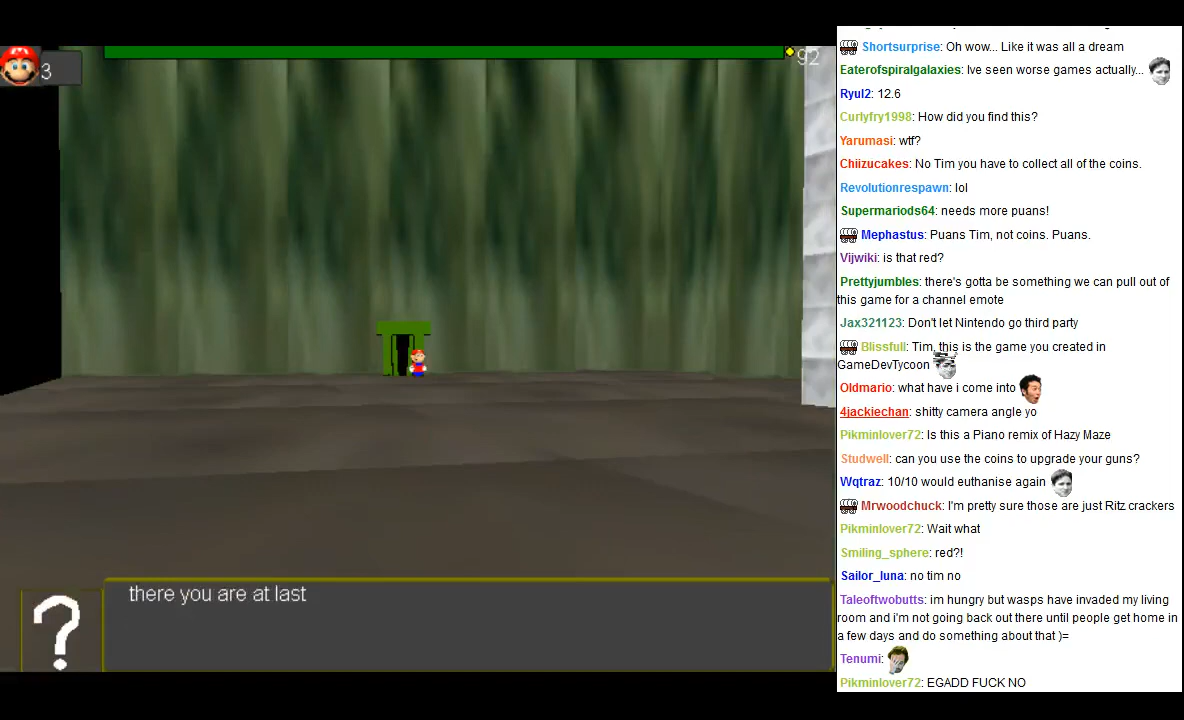 3
92
there you are at last
?
Shortsurprise: Oh wow... Like it was all a dream
Eaterofspiralgalaxies: Ive seen worse games actually...
Ryul2: 12.6
Curlyfry1998: How did you find this?
Yarumasi: wtf?
Chiizucakes: No Tim you have to collect all of the coins.
Revolutionrespawn: lol
Supermariods64: needs more puans!
Mephastus: Puans Tim, not coins. Puans.
Vijwiki: is that red?
Prettyjumbles: there's gotta be something we can pull out of
this game for a channel emote
Jax321123: Don't let Nintendo go third party
Blissfull: Tim, this is the game you created in
GameDevTycoon
Oldmario: what have i come into
4jackiechan: shitty camera angle yo
Pikminlover72: Is this a Piano remix of Hazy Maze
Studwell: can you use the coins to upgrade your guns?
Wqtraz: 10/10 would euthanise again
Mrwoodchuck: I'm pretty sure those are just Ritz crackers
Pikminlover72: Wait what
Smiling_sphere: red?!
Sailor_luna: no tim no
Taleoftwobutts: im hungry but wasps have invaded my living
room and i'm not going back out there until people get home in
a few days and do something about that )=
Tenumi:
Pikminlover72: EGADD FUCK NO